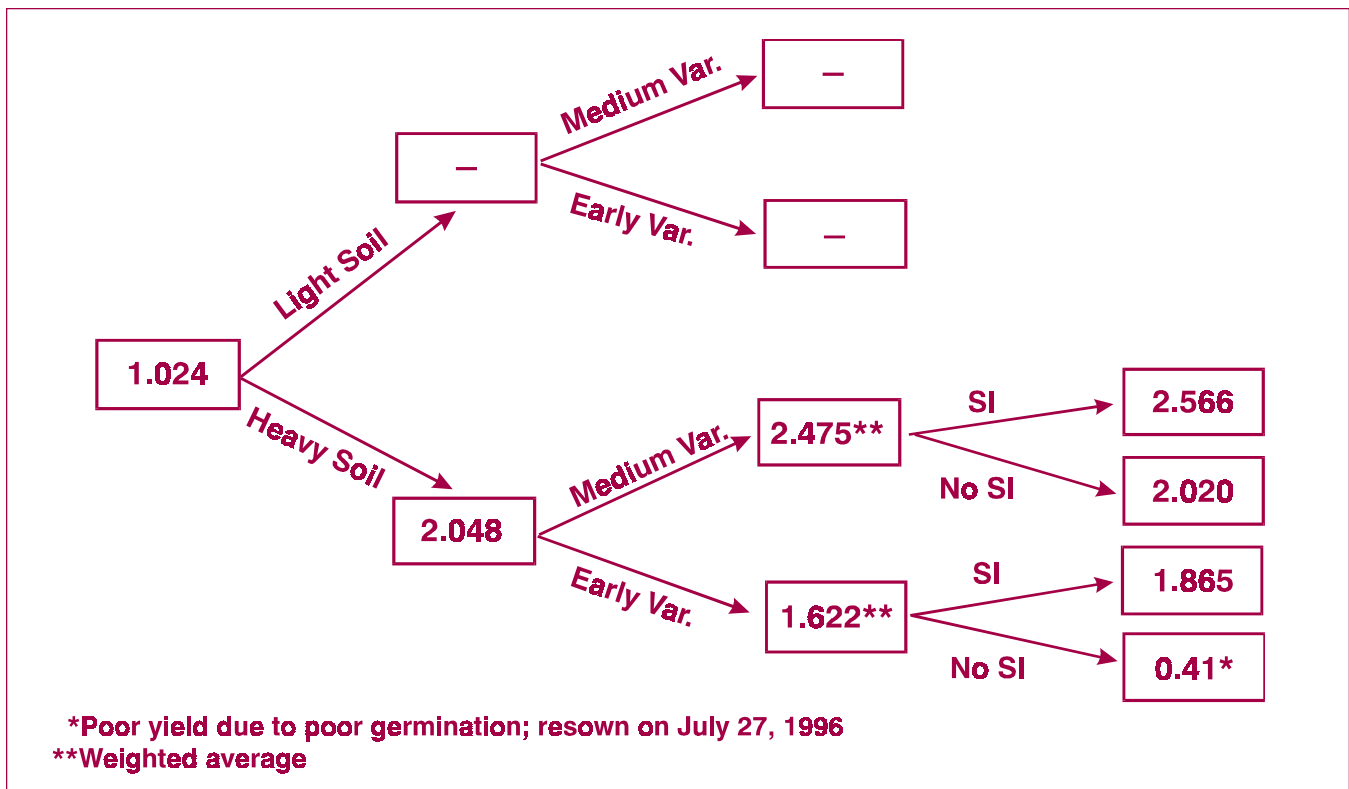 –
Medium Var.
–
Light Soil
Early Var.
–
1.024
Heavy Soil
2.048
Medium Var.
2.475**
SI
2.566
No SI
2.020
Early Var.
1.622**
SI
1.865
No SI
0.41*
*Poor yield due to poor germination; resown on July 27, 1996
**Weighted average